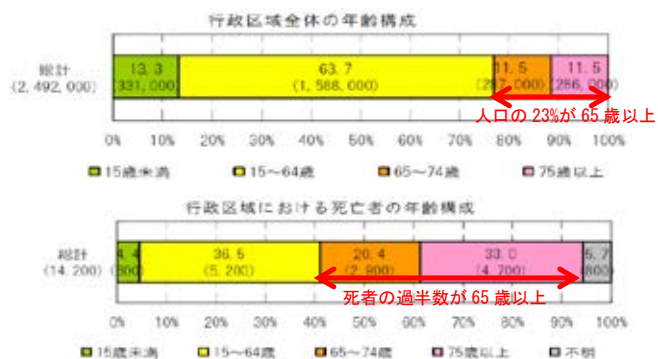 行政区域全体の年齢構成
総計
(2,492,000)
13.3
(331,000)
63.7
(1,588,000)
11.5
11.5
(286,000)
人口の23%が65歳以上
0% 10% 20% 30% 40% 50% 60% 70% 80% 90% 100%
15歳未満 15～64歳 65～74歳 75歳以上
行政区域における死亡者の年齢構成
総計
(14,200)
4.4
(600)
36.5
(5,200)
20.4
(2,900)
33.0
(4,700)
5.7
(800)
死者の過半数が65歳以上
0% 10% 20% 30% 40% 50% 60% 70% 80% 90% 100%
15歳未満 15～64歳 65～74歳 75歳以上 不明